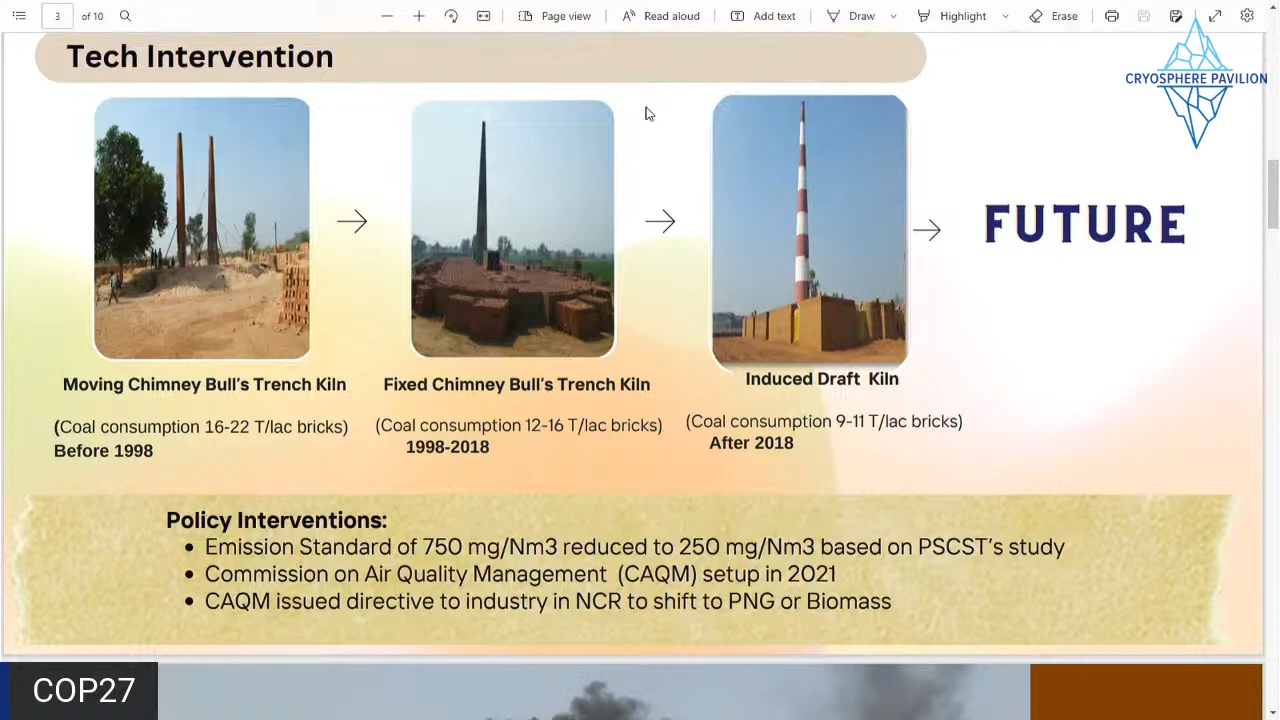 3 of 10
Page view
Read aloud
Add text
Draw
Highlight
Erase
Tech Intervention
CRYOSPHERE PAVILION
FUTURE
Moving Chimney Bull's Trench Kiln
(Coal consumption 16-22 T/lac bricks)
Before 1998
Fixed Chimney Bull's Trench Kiln
(Coal consumption 12-16 T/lac bricks)
1998-2018
Induced Draft Kiln
(Coal consumption 9-11 T/lac bricks)
After 2018
Policy Interventions:
• Emission Standard of 750 mg/Nm3 reduced to 250 mg/Nm3 based on PSCST's study
• Commission on Air Quality Management (CAQM) setup in 2021
• CAQM issued directive to industry in NCR to shift to PNG or Biomass
COP27